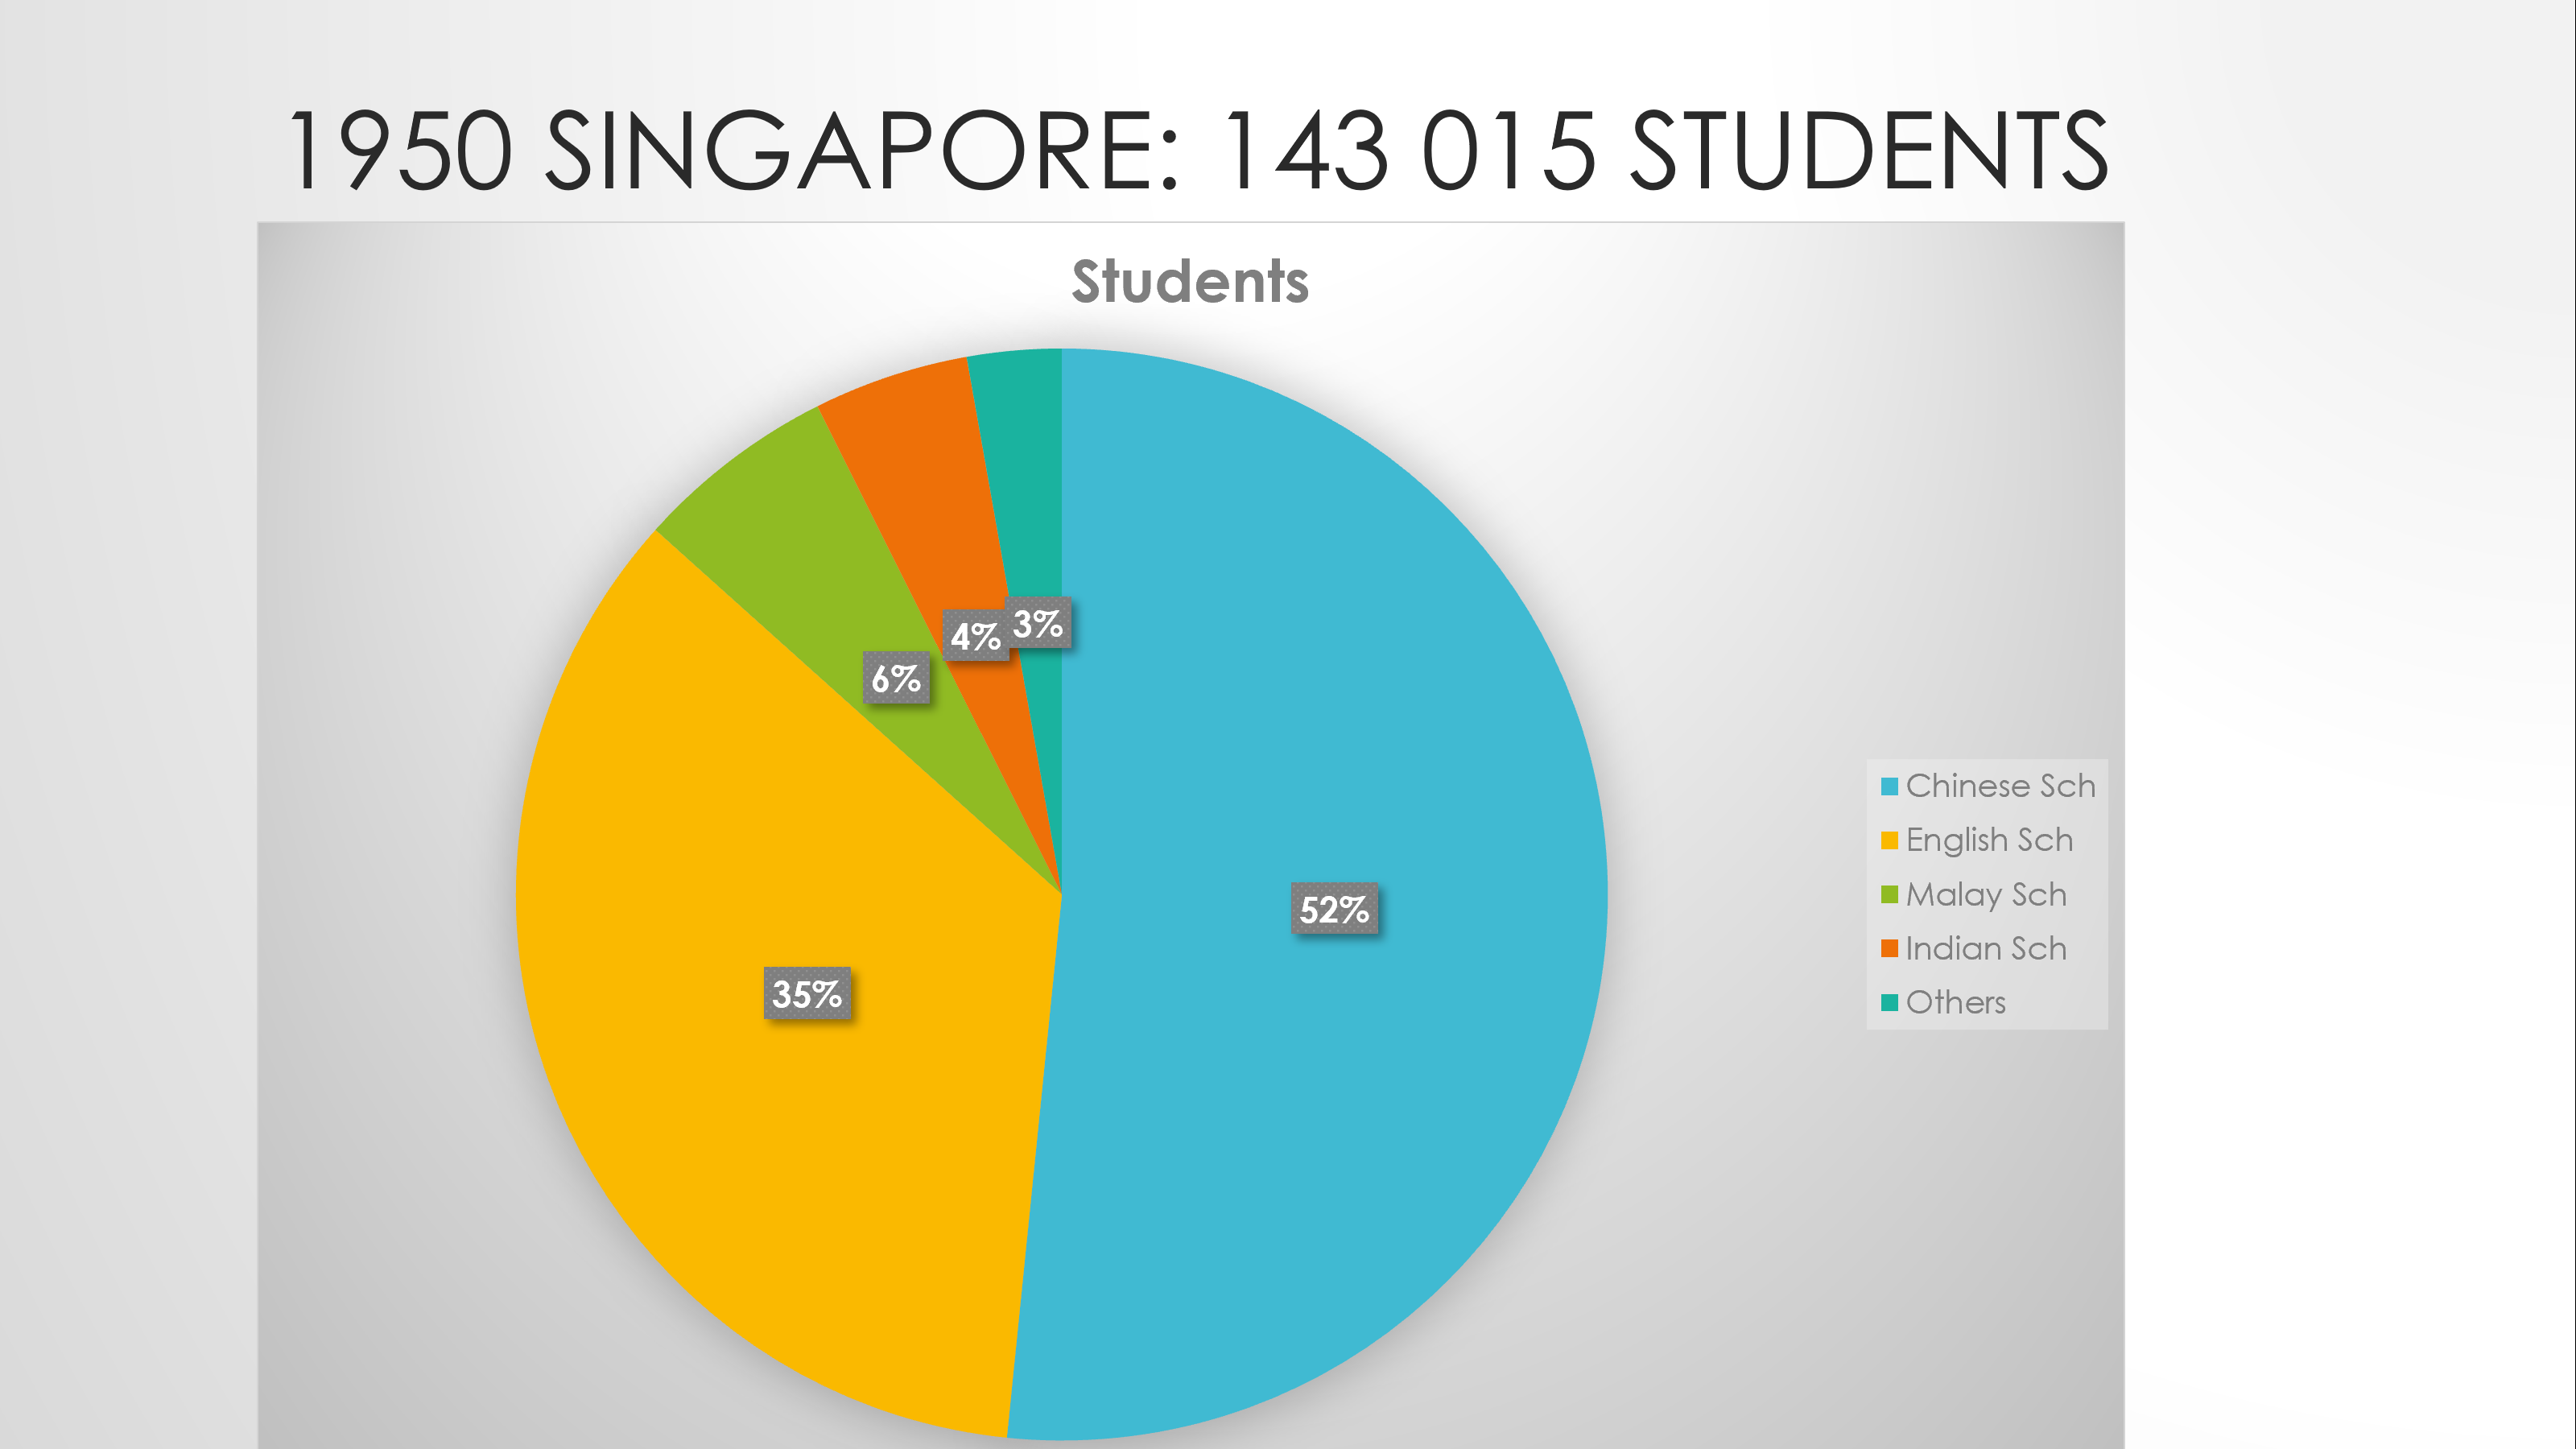 1950 SINGAPORE: 143 015 STUDENTS
Students
3%
4%
6%
52%
35%
Chinese Sch
English Sch
Malay Sch
Indian Sch
Others